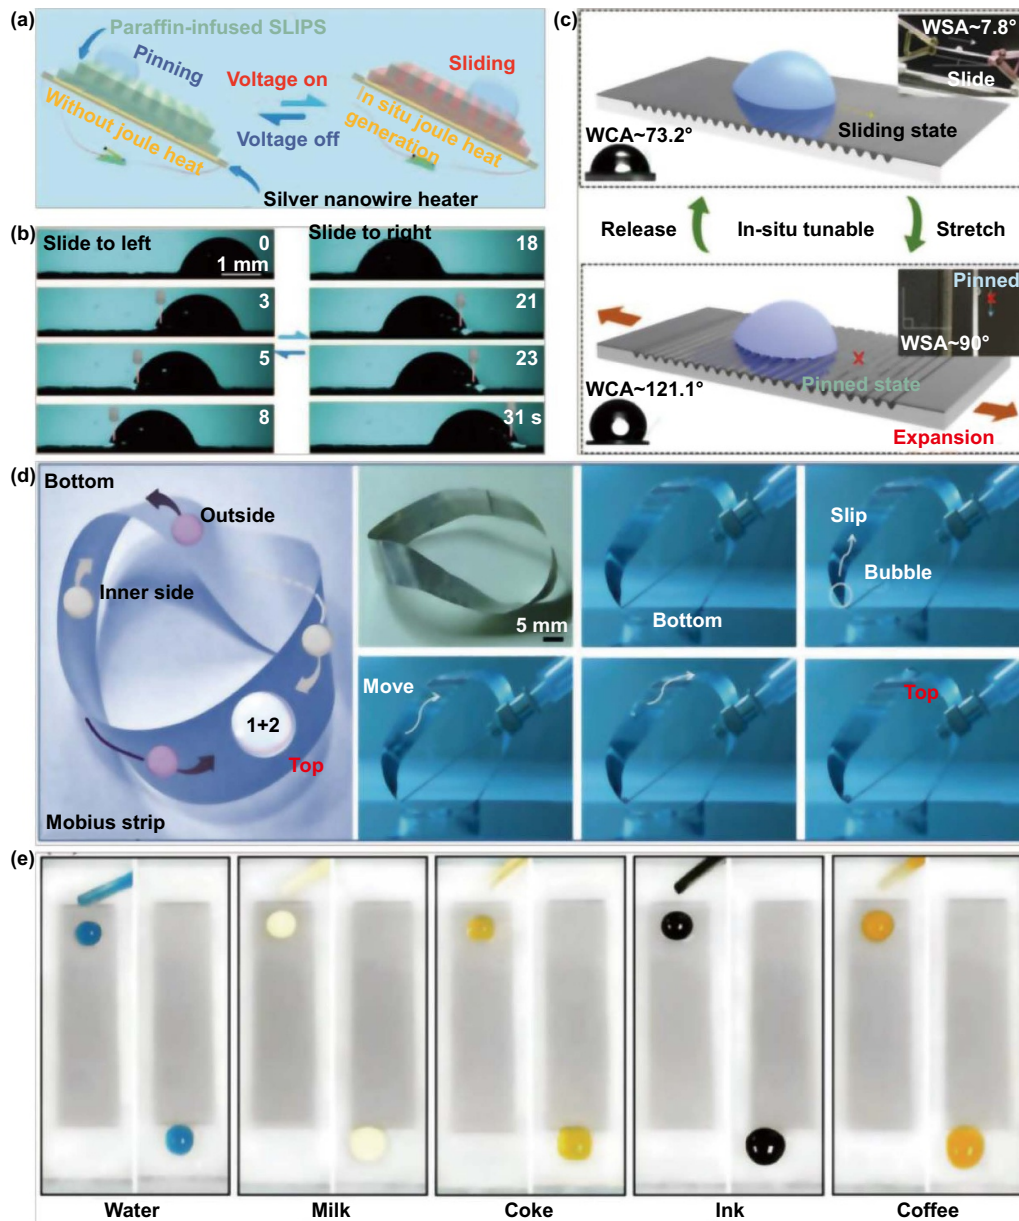 (a)
Paraffin-infused SLIPS
Pinning
Without joule heat
Voltage on
Voltage off
Sliding
In situ joule heat
generation
Silver nanowire heater
(b)
Slide to left
0
1 mm
3
5
8
Slide to right
18
21
23
31 s
(c)
WSA~7.8°
Slide
WCA~73.2°
Sliding state
Release
In-situ tunable
Stretch
Pinned
WSA~90°
WCA~121.1°
Pinned state
Expansion
(d)
Bottom
Outside
Inner side
1+2
Top
Mobius strip
5 mm
Bottom
Slip
Bubble
Move
Top
(e)
Water
Milk
Coke
Ink
Coffee